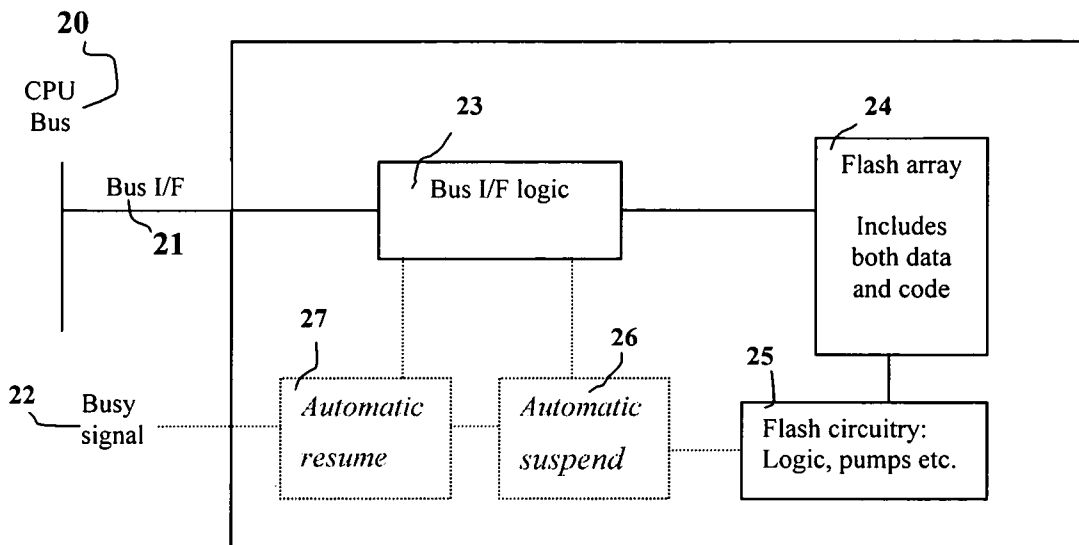 20
CPU
Bus
23
24
Bus I/F
21
Bus I/F logic
Flash array
Includes
both data
and code
27
26
25
22
Busy
signal
Automatic
resume
Automatic
suspend
Flash circuitry:
Logic, pumps etc.